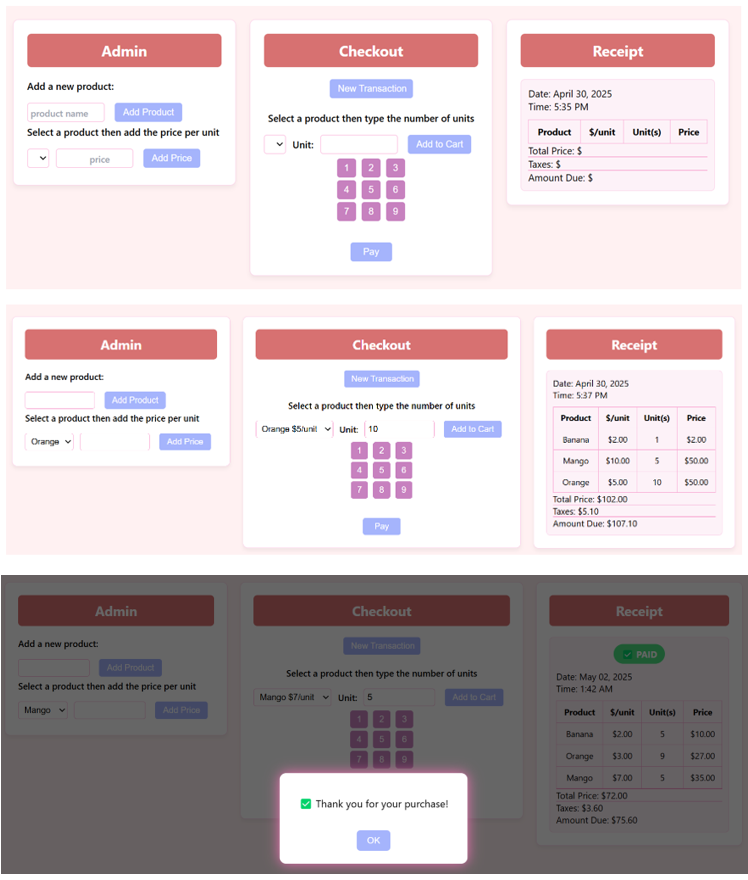 Admin
Add a new product:
product name Add Product
Select a product then add the price per unit
price Add Price
Checkout
New Transaction
Select a product then type the number of units
Unit: Add to Cart
1 2 3
4 5 6
7 8 9
Pay
Receipt
Date: April 30, 2025
Time: 5:35 PM
Product $/unit Unit(s) Price
Total Price: $
Taxes: $
Amount Due: $
Admin
Add a new product:
Add Product
Select a product then add the price per unit
Orange Add Price
Checkout
New Transaction
Select a product then type the number of units
Orange $5/unit Unit: 10 Add to Cart
1 2 3
4 5 6
7 8 9
Pay
Receipt
Date: April 30, 2025
Time: 5:37 PM
Product $/unit Unit(s) Price
Banana $2.00 1 $2.00
Mango $10.00 5 $50.00
Orange $5.00 10 $50.00
Total Price: $102.00
Taxes: $5.10
Amount Due: $107.10
Admin
Add a new product:
Add Product
Select a product then add the price per unit
Mango Add Price
Checkout
New Transaction
Select a product then type the number of units
Mango $7/unit Unit: 5 Add to Cart
1 2 3
4 5 6
7 8 9
Thank you for your purchase!
OK
Receipt
PAID
Date: May 02, 2025
Time: 1:42 AM
Product $/unit Unit(s) Price
Banana $2.00 5 $10.00
Orange $3.00 9 $27.00
Mango $7.00 5 $35.00
Total Price: $72.00
Taxes: $3.60
Amount Due: $75.60